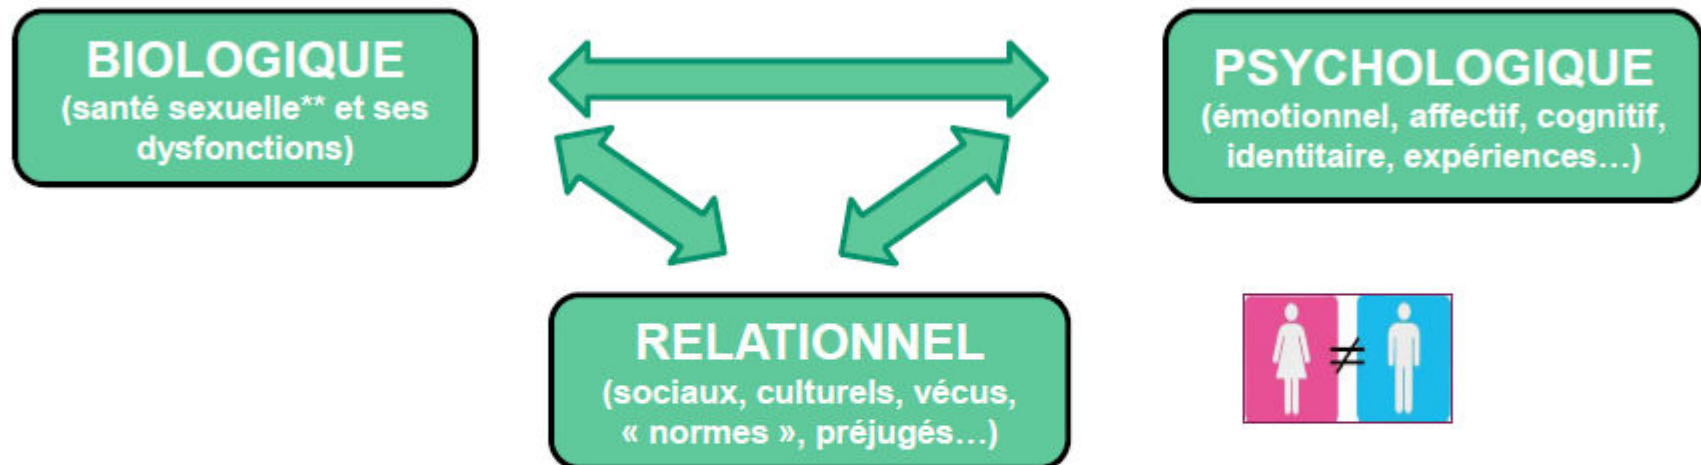 BIOLOGIQUE
(santé sexuelle** et ses
dysfonctions)
PSYCHOLOGIQUE
(émotionnel, affectif, cognitif,
identitaire, expériences…)
RELATIONNEL
(sociaux, culturels, vécus,
« normes », préjugés…)
≠